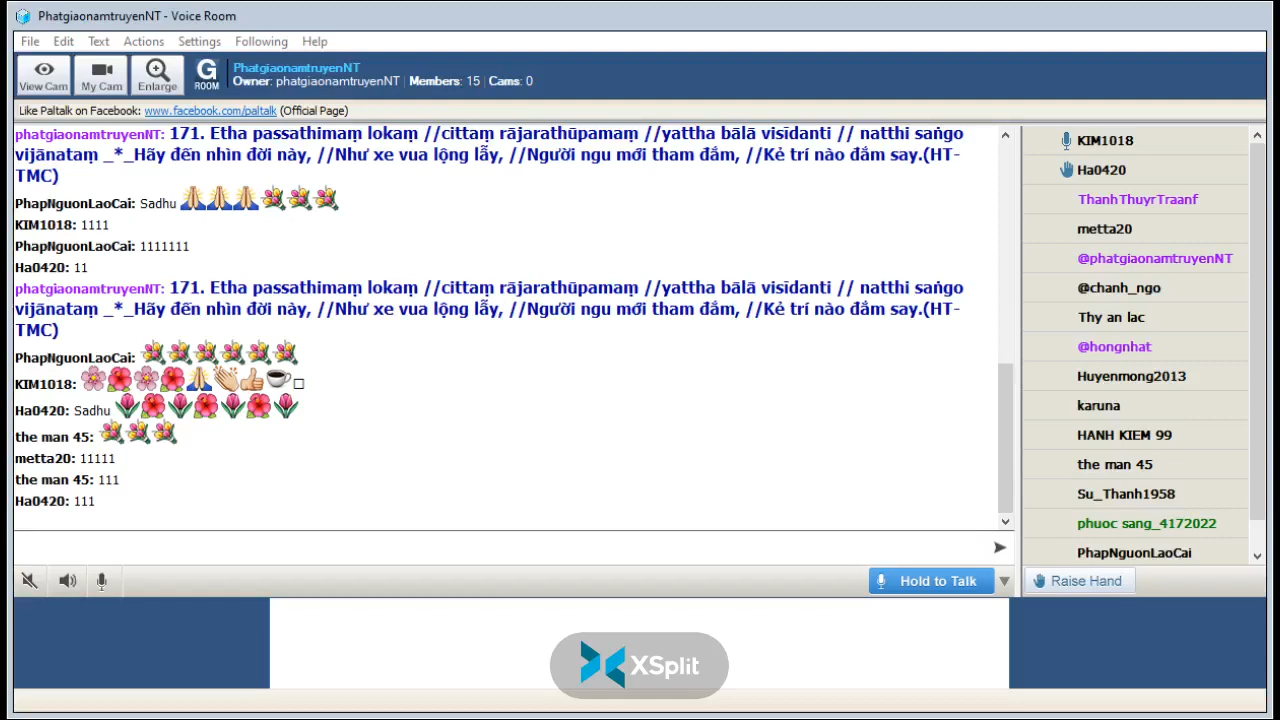 PhatgiaonamtruyenNT - Voice Room
File Edit Text Actions Settings Following Help
View Cam
My Cam
Enlarge
G
ROOM
PhatgiaonamtruyenNT
Owner: phatgiaonamtruyenNT | Members: 15 | Cams: 0
Like Paltalk on Facebook: www.facebook.com/paltalk (Official Page)
phatgiaonamtruyenNT: 171. Etha passathimaṃ lokaṃ //cittaṃ rājarathūpamaṃ //yattha bālā visīdanti // natthi saṅgo
vijānataṃ _*_Hãy đến nhìn đời này, //Như xe vua lộng lẫy, //Người ngu mới tham đắm, //Kẻ trí nào đắm say.(HT-
TMC)
PhapNguonLaoCai: Sadhu
KIM1018: 1111
PhapNguonLaoCai: 1111111
Ha0420: 11
phatgiaonamtruyenNT: 171. Etha passathimaṃ lokaṃ //cittaṃ rājarathūpamaṃ //yattha bālā visīdanti // natthi saṅgo
vijānataṃ _*_Hãy đến nhìn đời này, //Như xe vua lộng lẫy, //Người ngu mới tham đắm, //Kẻ trí nào đắm say.(HT-
TMC)
PhapNguonLaoCai:
KIM1018:
Ha0420: Sadhu
the man 45:
metta20: 11111
the man 45: 111
Ha0420: 111
Hold to Talk
KIM1018
Ha0420
ThanhThuyrTraanf
metta20
@phatgiaonamtruyenNT
@chanh_ngo
Thy an lac
@hongnhat
Huyenmong2013
karuna
HANH KIEM 99
the man 45
Su_Thanh1958
phuoc sang_4172022
PhapNguonLaoCai
Raise Hand
XSplit